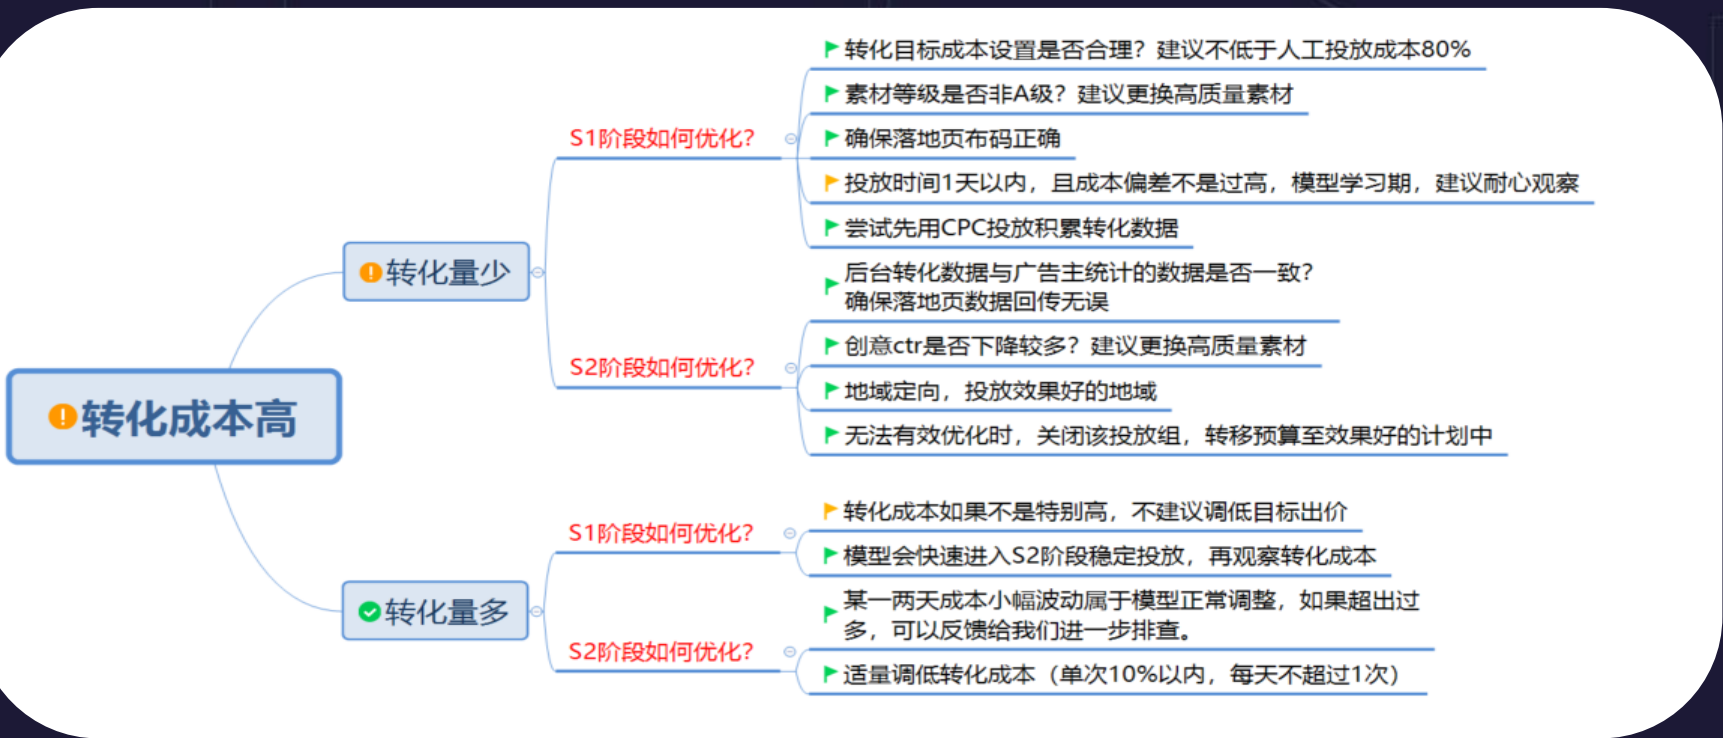 转化成本高
转化量少
S1阶段如何优化?
转化目标成本设置是否合理？建议不低于人工投放成本80%
素材等级是否非A级？建议更换高质量素材
确保落地页布码正确
投放时间1天以内，且成本偏差不是过高，模型学习期，建议耐心观察
尝试先用CPC投放积累转化数据
S2阶段如何优化?
后台转化数据与广告主统计的数据是否一致?
确保落地页数据回传无误
创意ctr是否下降较多？建议更换高质量素材
地域定向，投放效果好的地域
无法有效优化时，关闭该投放组，转移预算至效果好的计划中
转化量多
S1阶段如何优化?
转化成本如果不是特别高，不建议调低目标出价
模型会快速进入S2阶段稳定投放，再观察转化成本
S2阶段如何优化?
某一两天成本小幅波动属于模型正常调整，如果超出过
多，可以反馈给我们进一步排查。
适量调低转化成本（单次10%以内，每天不超过1次）